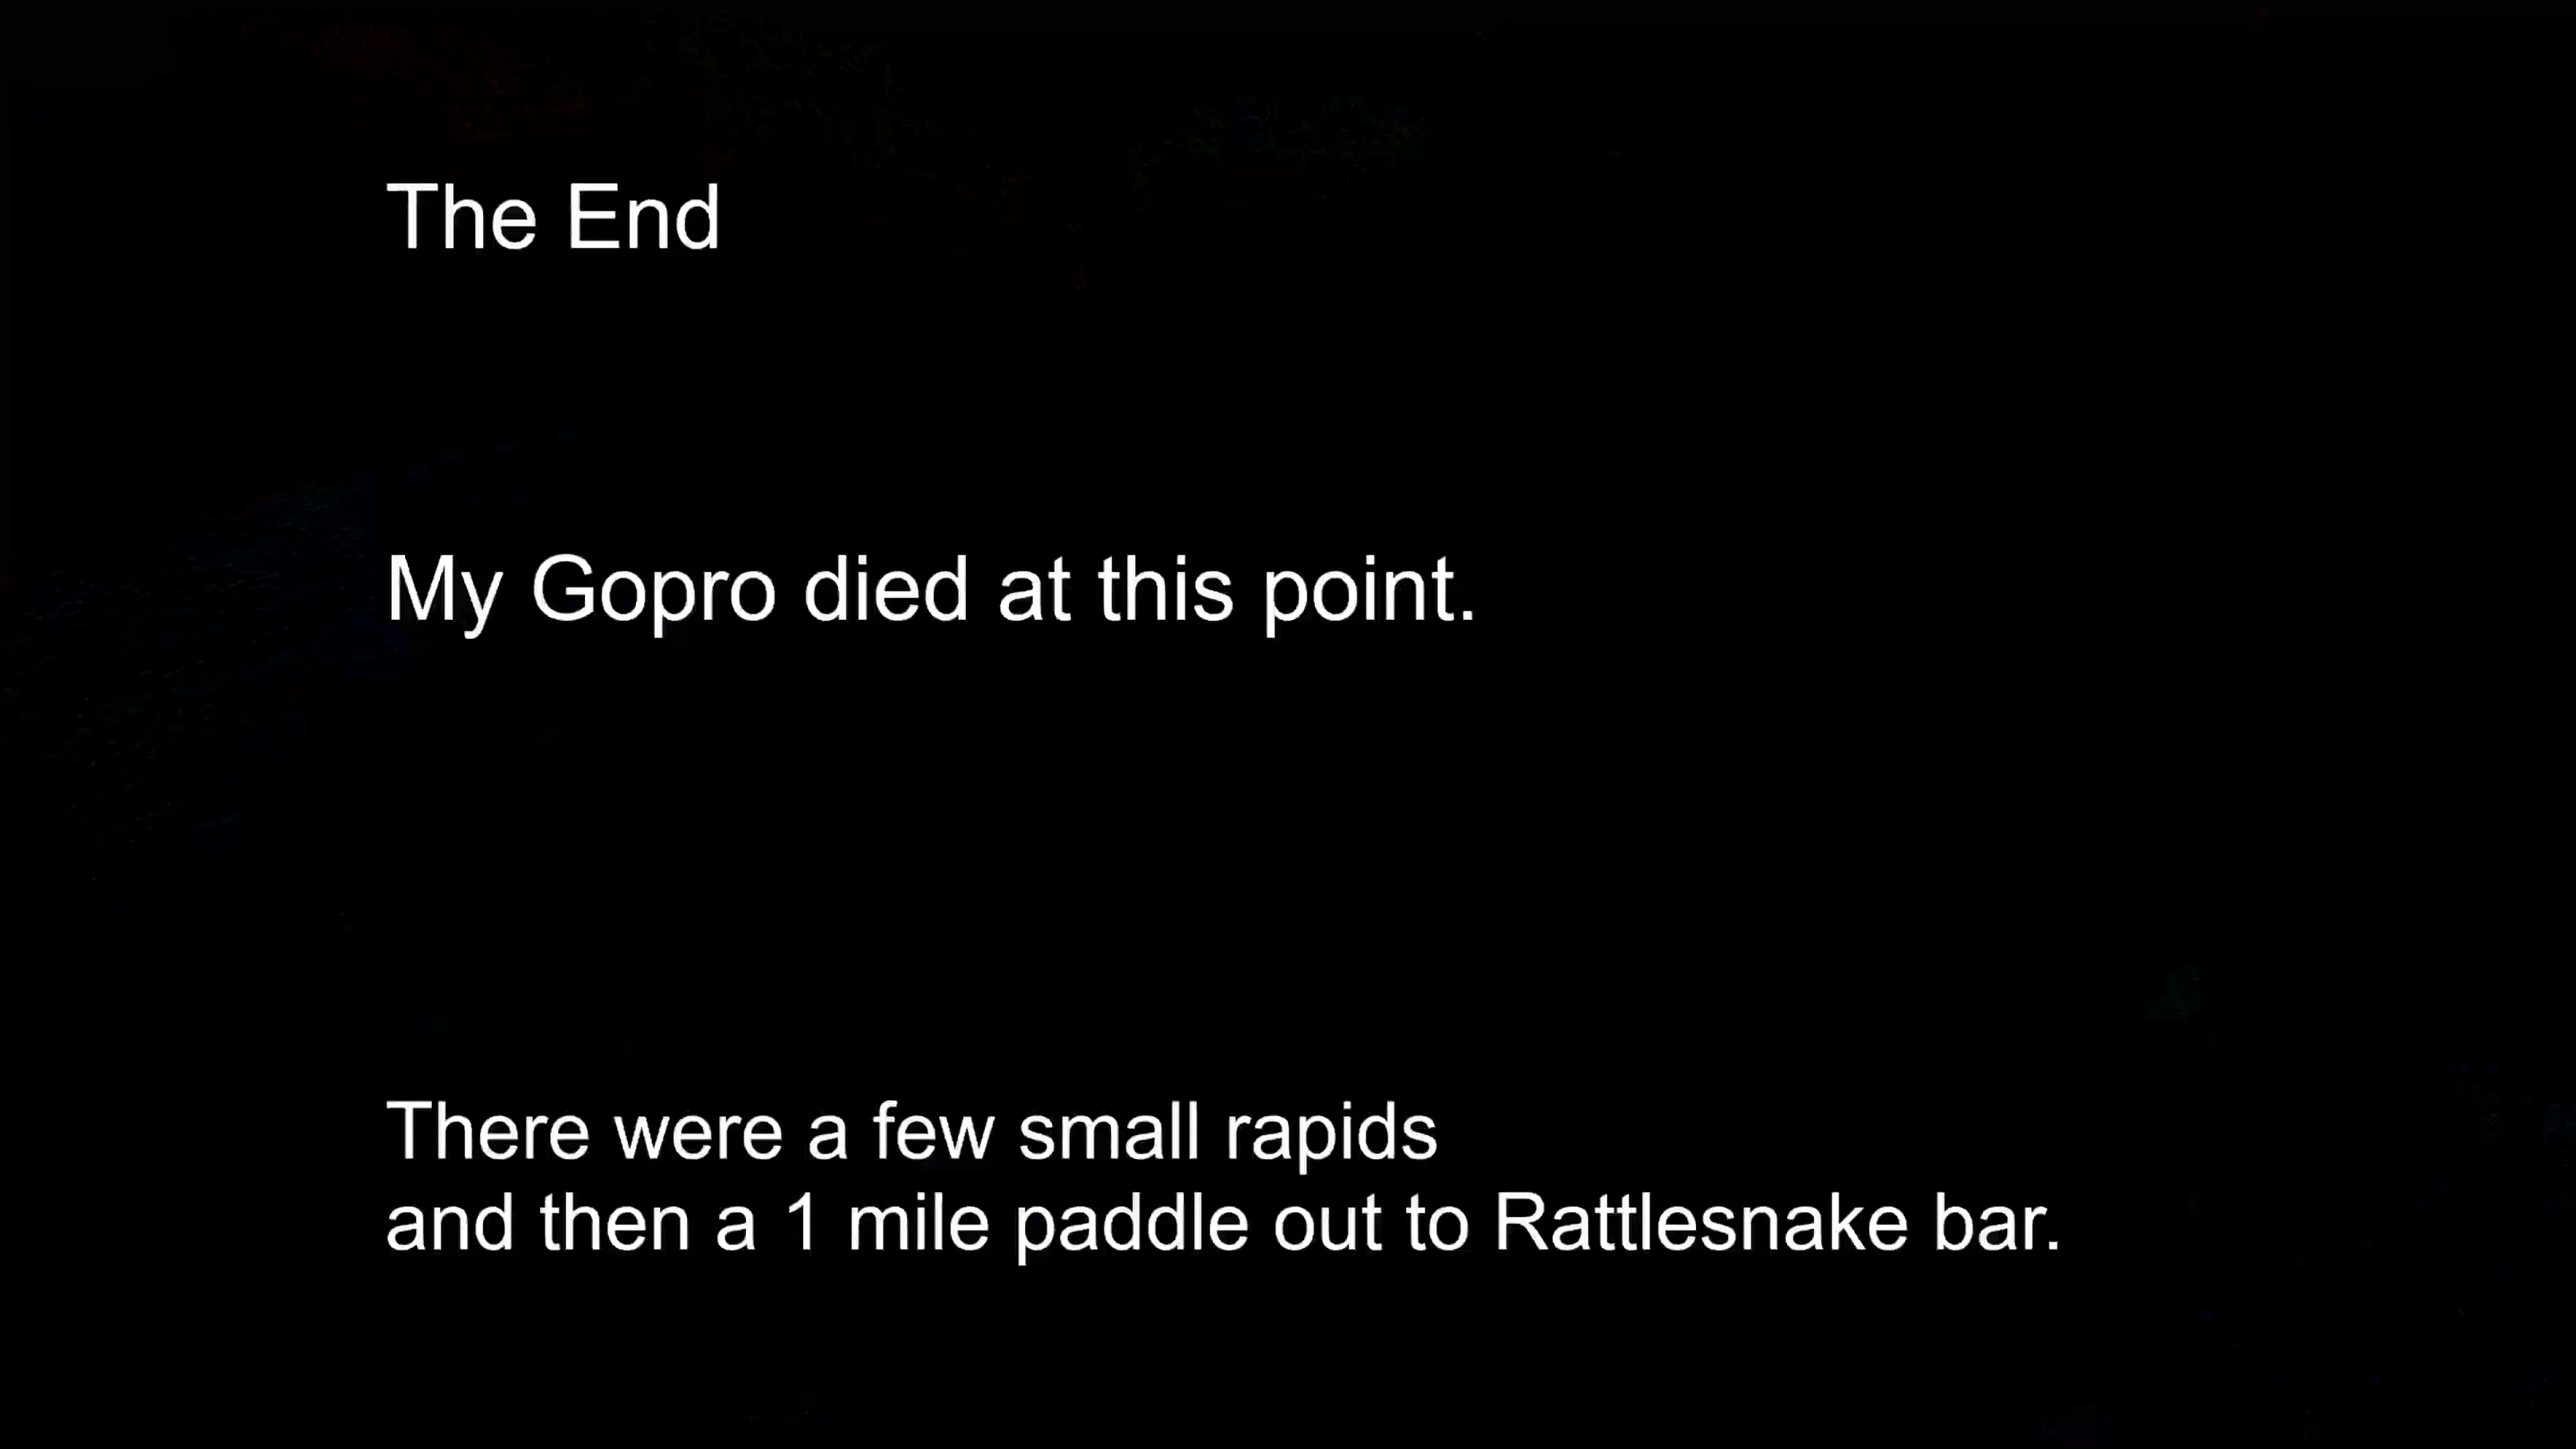 The End
My Gopro died at this point.
There were a few small rapids
and then a 1 mile paddle out to Rattlesnake bar.